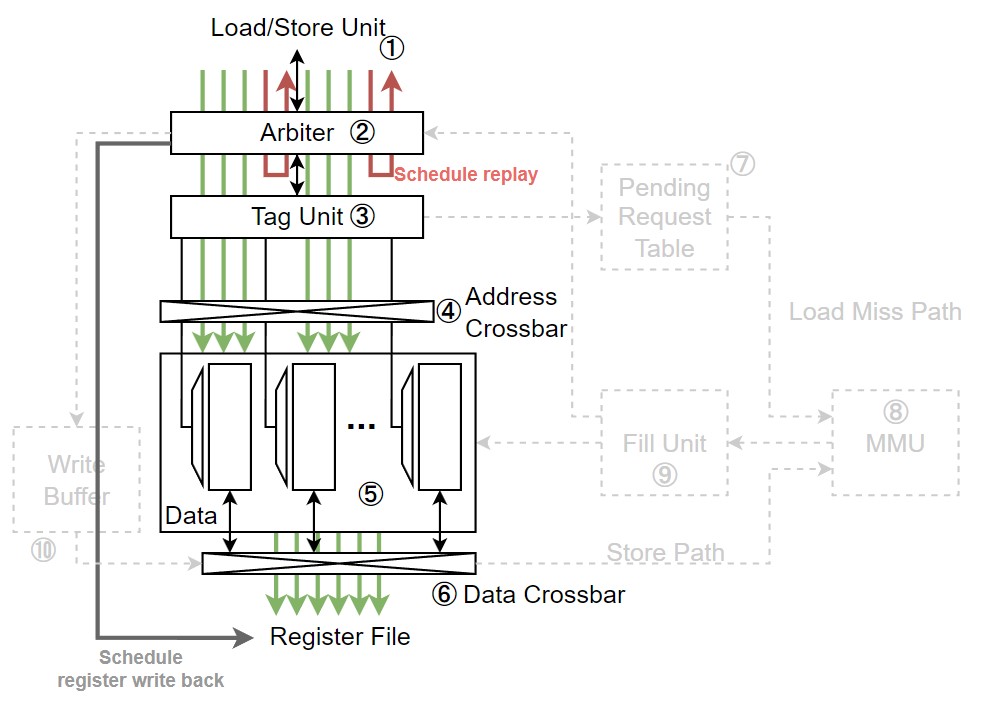 Load/Store Unit
①
Arbiter ②
Schedule replay
Tag Unit ③
⑦
Pending
Request
Table
④ Address
Crossbar
Load Miss Path
⑧
MMU
Fill Unit
⑨
Write
Buffer
...
⑤
Data
⑩
Store Path
⑥ Data Crossbar
Register File
Schedule
register write back